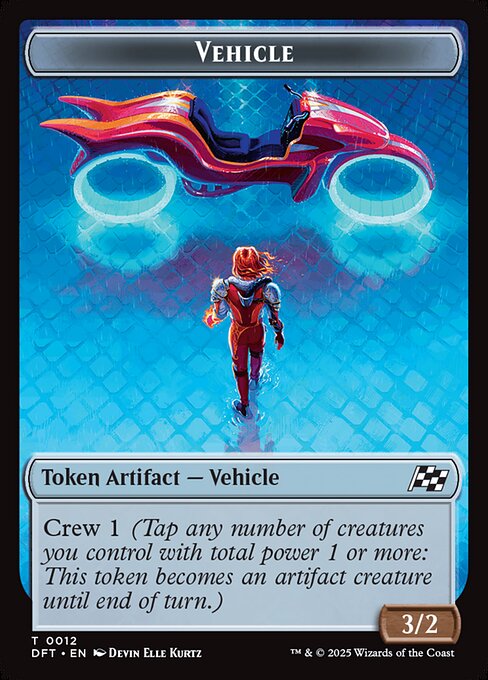 VEHICLE
Token Artifact — Vehicle
Crew 1 (Tap any number of creatures
you control with total power 1 or more:
This token becomes an artifact creature
until end of turn.)
3/2
T 0012
DFT • EN DEVIN ELLE KURTZ
™ & © 2025 Wizards of the Coast